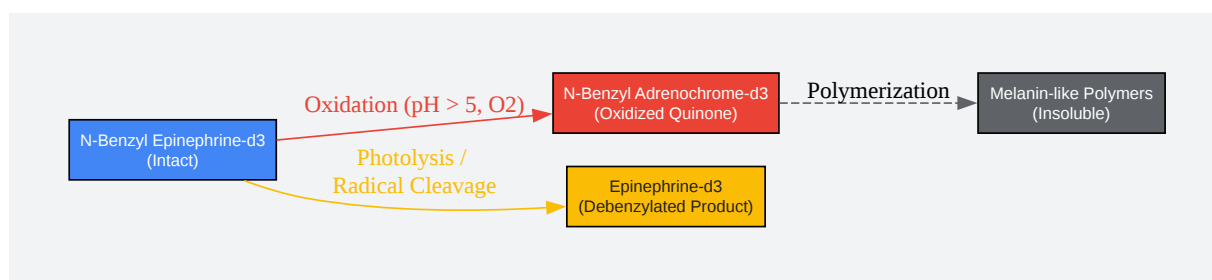 N-Benzyl Epinephrine-d3
(Intact)
Oxidation (pH > 5, O2)
N-Benzyl Adrenochrome-d3
(Oxidized Quinone)
Polymerization
Melanin-like Polymers
(Insoluble)
Photolysis /
Radical Cleavage
Epinephrine-d3
(Debenzylated Product)